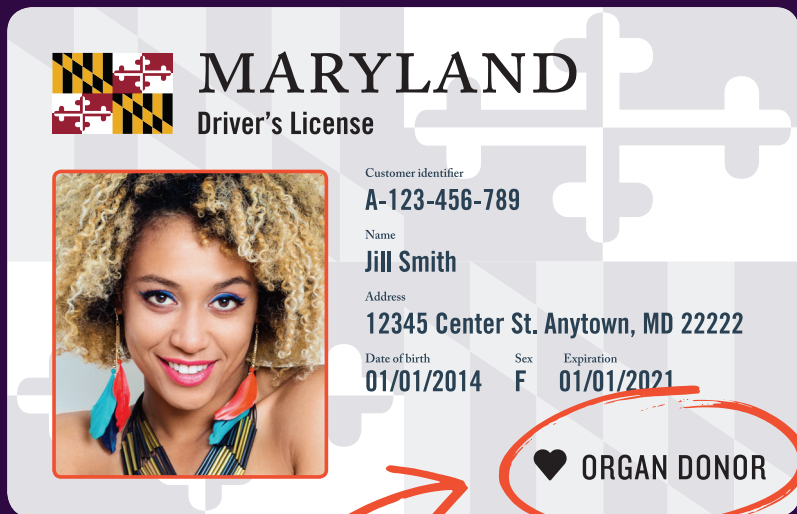 MARYLAND
Driver's License
Customer identifier
A-123-456-789
Name
Jill Smith
Address
12345 Center St. Anytown, MD 22222
Date of birth Sex Expiration
01/01/2014 F 01/01/2021
ORGAN DONOR